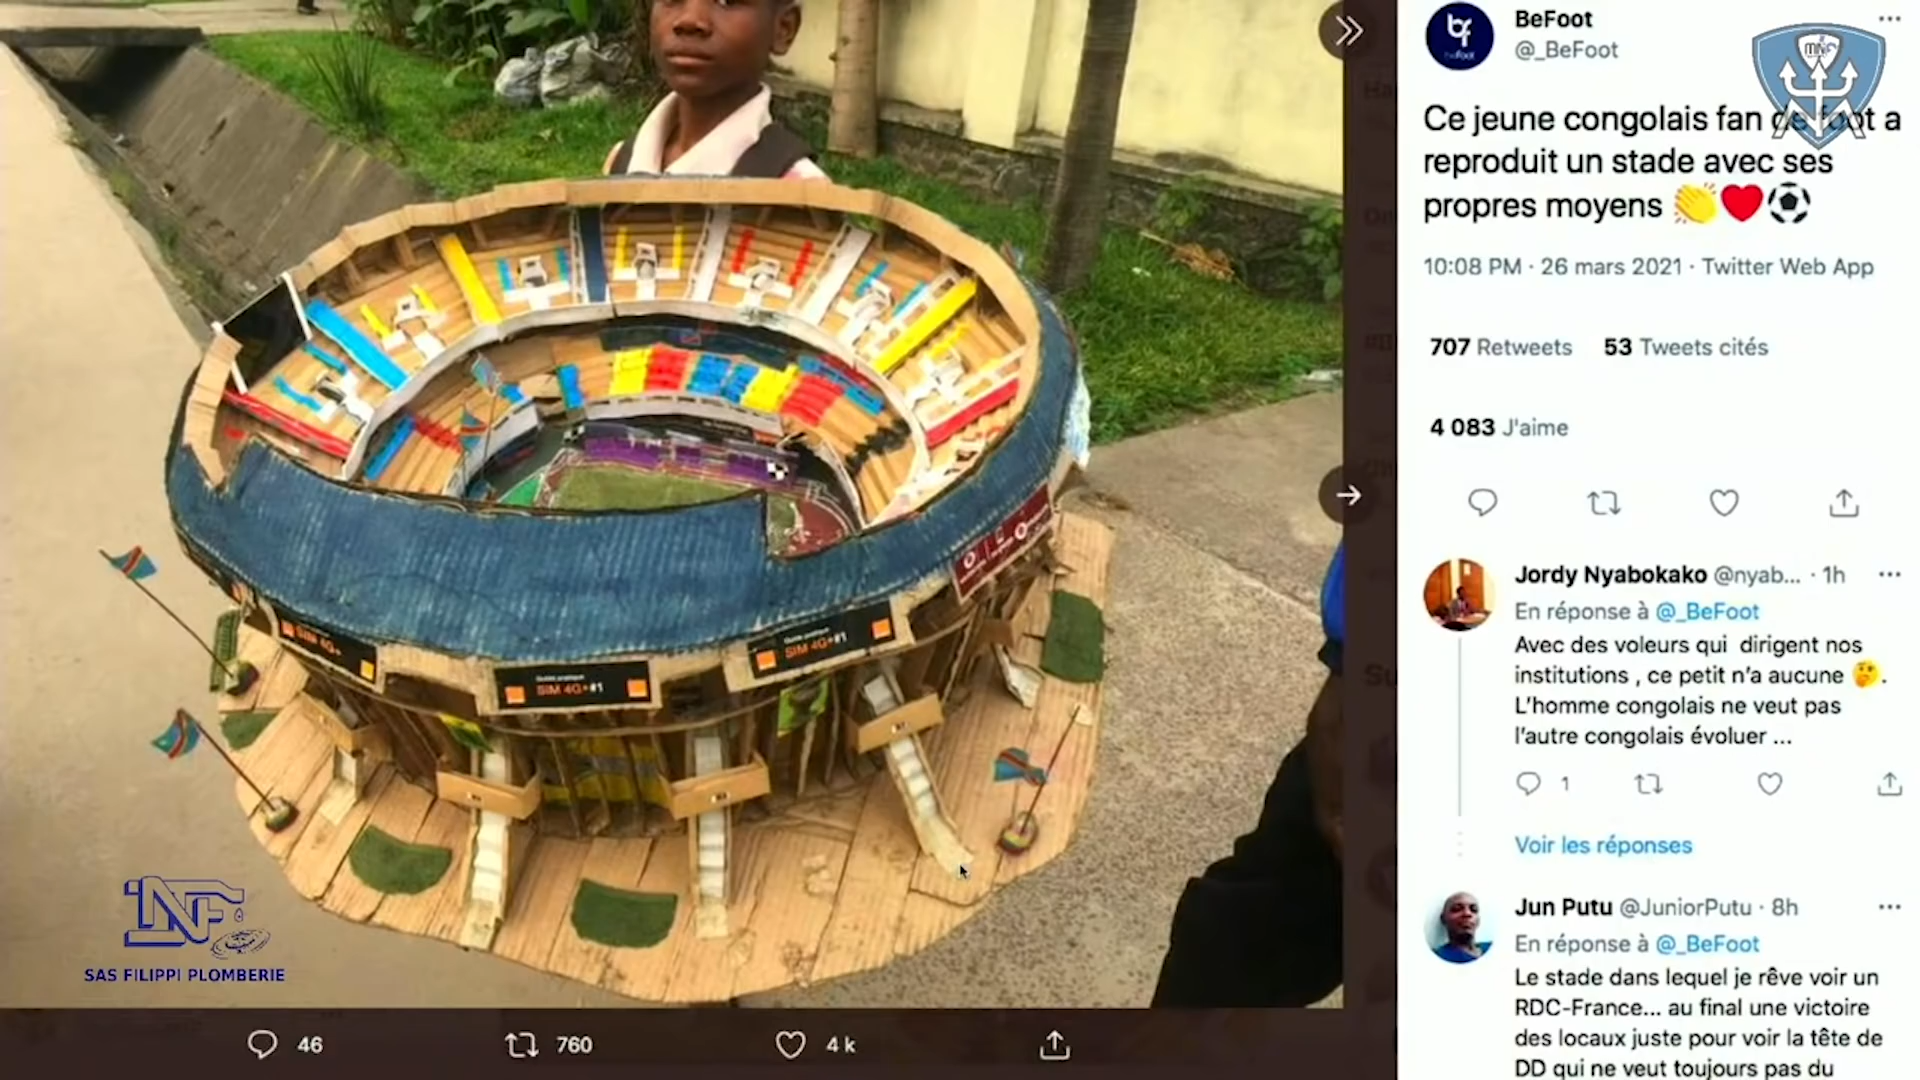 BeFoot
@_BeFoot
Ce jeune congolais fan de foot a
reproduit un stade avec ses
propres moyens 👏❤️⚽
10:08 PM · 26 mars 2021 · Twitter Web App
707 Retweets 53 Tweets cités
4 083 J'aime
Jordy Nyabokako @nyab... · 1h
En réponse à @_BeFoot
Avec des voleurs qui dirigent nos
institutions , ce petit n’a aucune 🤔.
L’homme congolais ne veut pas
l’autre congolais évoluer ...
1
Voir les réponses
Jun Putu @JuniorPutu · 8h
En réponse à @_BeFoot
Le stade dans lequel je rêve voir un
RDC-France... au final une victoire
des locaux juste pour voir la tête de
DD qui ne veut toujours pas du
SIM 4G+
SIM 4G+#1
SIM 4G+#1
NF
SAS FILIPPI PLOMBERIE
46 760 4 k